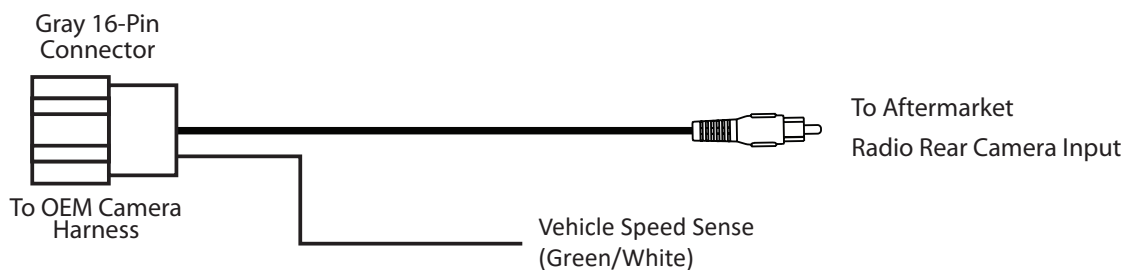 Gray 16-Pin
Connector
To Aftermarket
Radio Rear Camera Input
To OEM Camera
Harness
Vehicle Speed Sense
(Green/White)